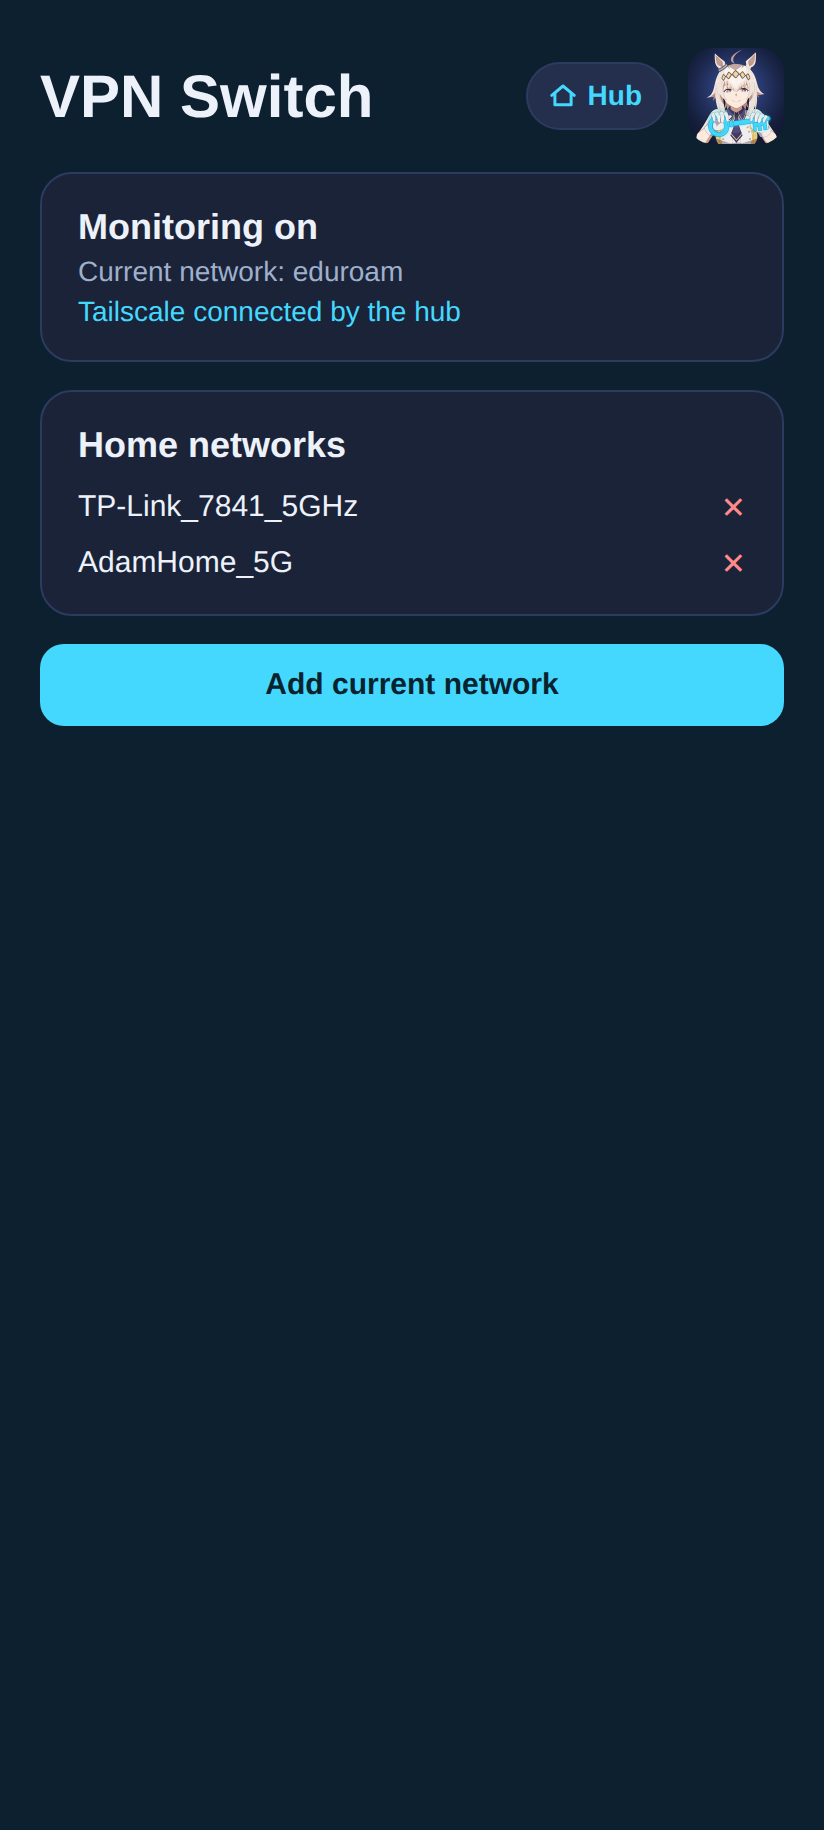 VPN Switch
Hub
Monitoring on
Current network: eduroam
Tailscale connected by the hub
Home networks
TP-Link_7841_5GHz
AdamHome_5G
Add current network